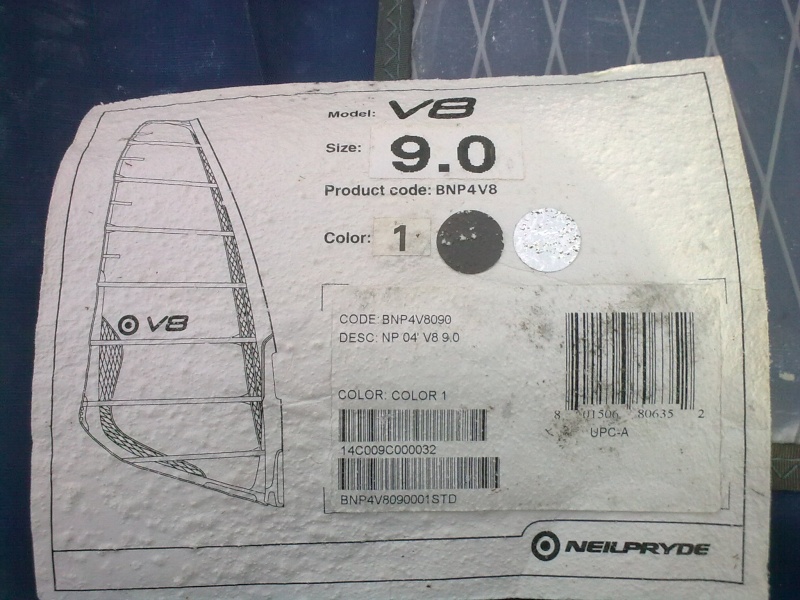 Model: V8
Size: 9.0
Product code: BNP4V8
Color: 1
V8
CODE: BNP4V8090
DESC: NP 04' V8 9.0
COLOR: COLOR 1
14C009C000032
BNP4V8090001STD
8 01506 80635 2
UPC-A
NEILPRYDE